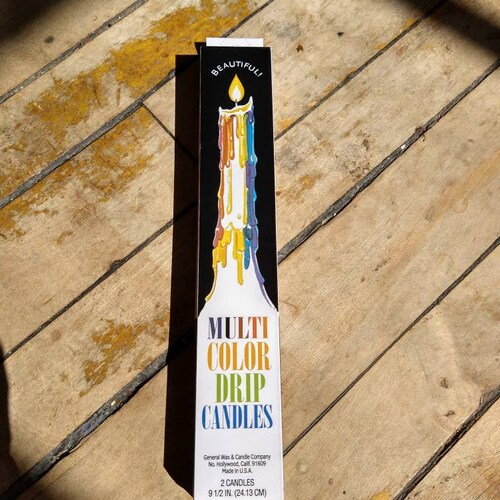 BEAUTIFUL!
MULTI
COLOR
DRIP
CANDLES
General Wax & Candle Company
No. Hollywood, Calif. 91609
Made in U.S.A.
2 CANDLES
9 1/2 IN. (24.13 CM)